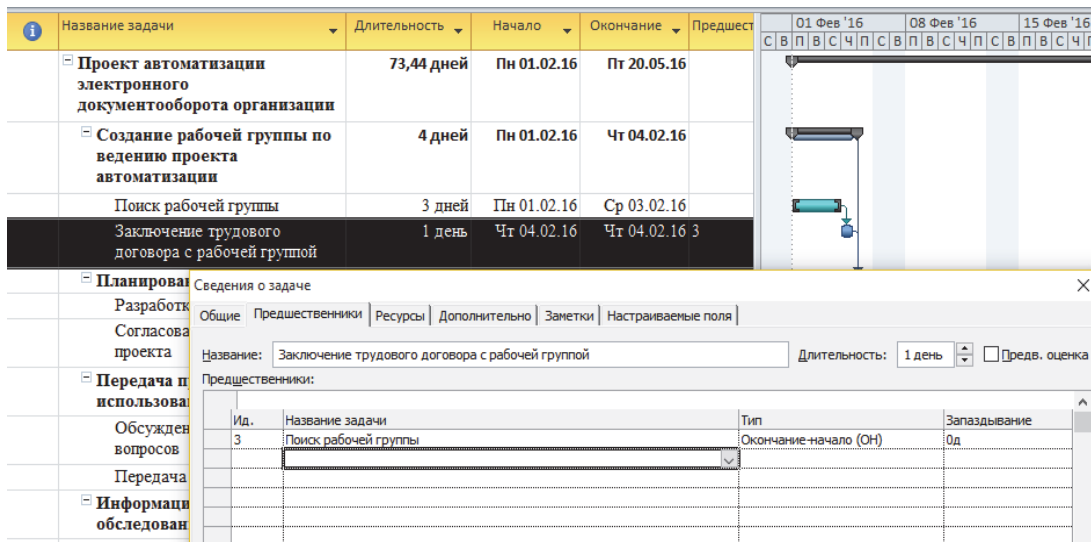 Название задачи Длительность Начало Окончание Предшест 01 Фев '16 08 Фев '16 15 Фев '16
С В П В С Ч П С В П В С Ч П С В П В С Ч П
Проект автоматизации 73,44 дней Пн 01.02.16 Пт 20.05.16
электронного
документооборота организации
Создание рабочей группы по 4 дней Пн 01.02.16 Чт 04.02.16
ведению проекта
автоматизации
Поиск рабочей группы 3 дней Пн 01.02.16 Ср 03.02.16
Заключение трудового 1 день Чт 04.02.16 Чт 04.02.16 3
договора с рабочей группой
Планирован
Разработк
Согласова
проекта
Передача п
использова
Обсужден
вопросов
Передача
Информаци
обследован
Сведения о задаче
Общие Предшественники Ресурсы Дополнительно Заметки Настраиваемые поля
Название: Заключение трудового договора с рабочей группой Длительность: 1 день Предв. оценка
Предшественники:
Ид. Название задачи Тип Запаздывание
3 Поиск рабочей группы Окончание-начало (ОН) 0д